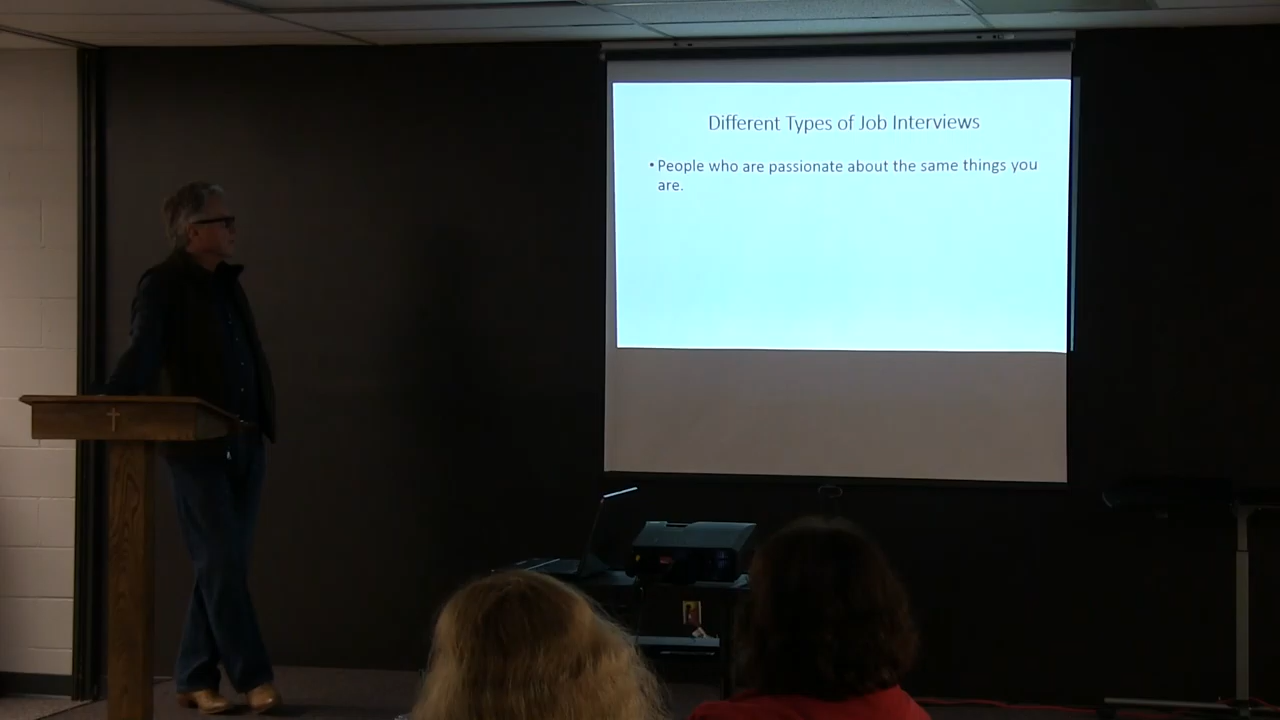 Different Types of Job Interviews
• People who are passionate about the same things you
are.